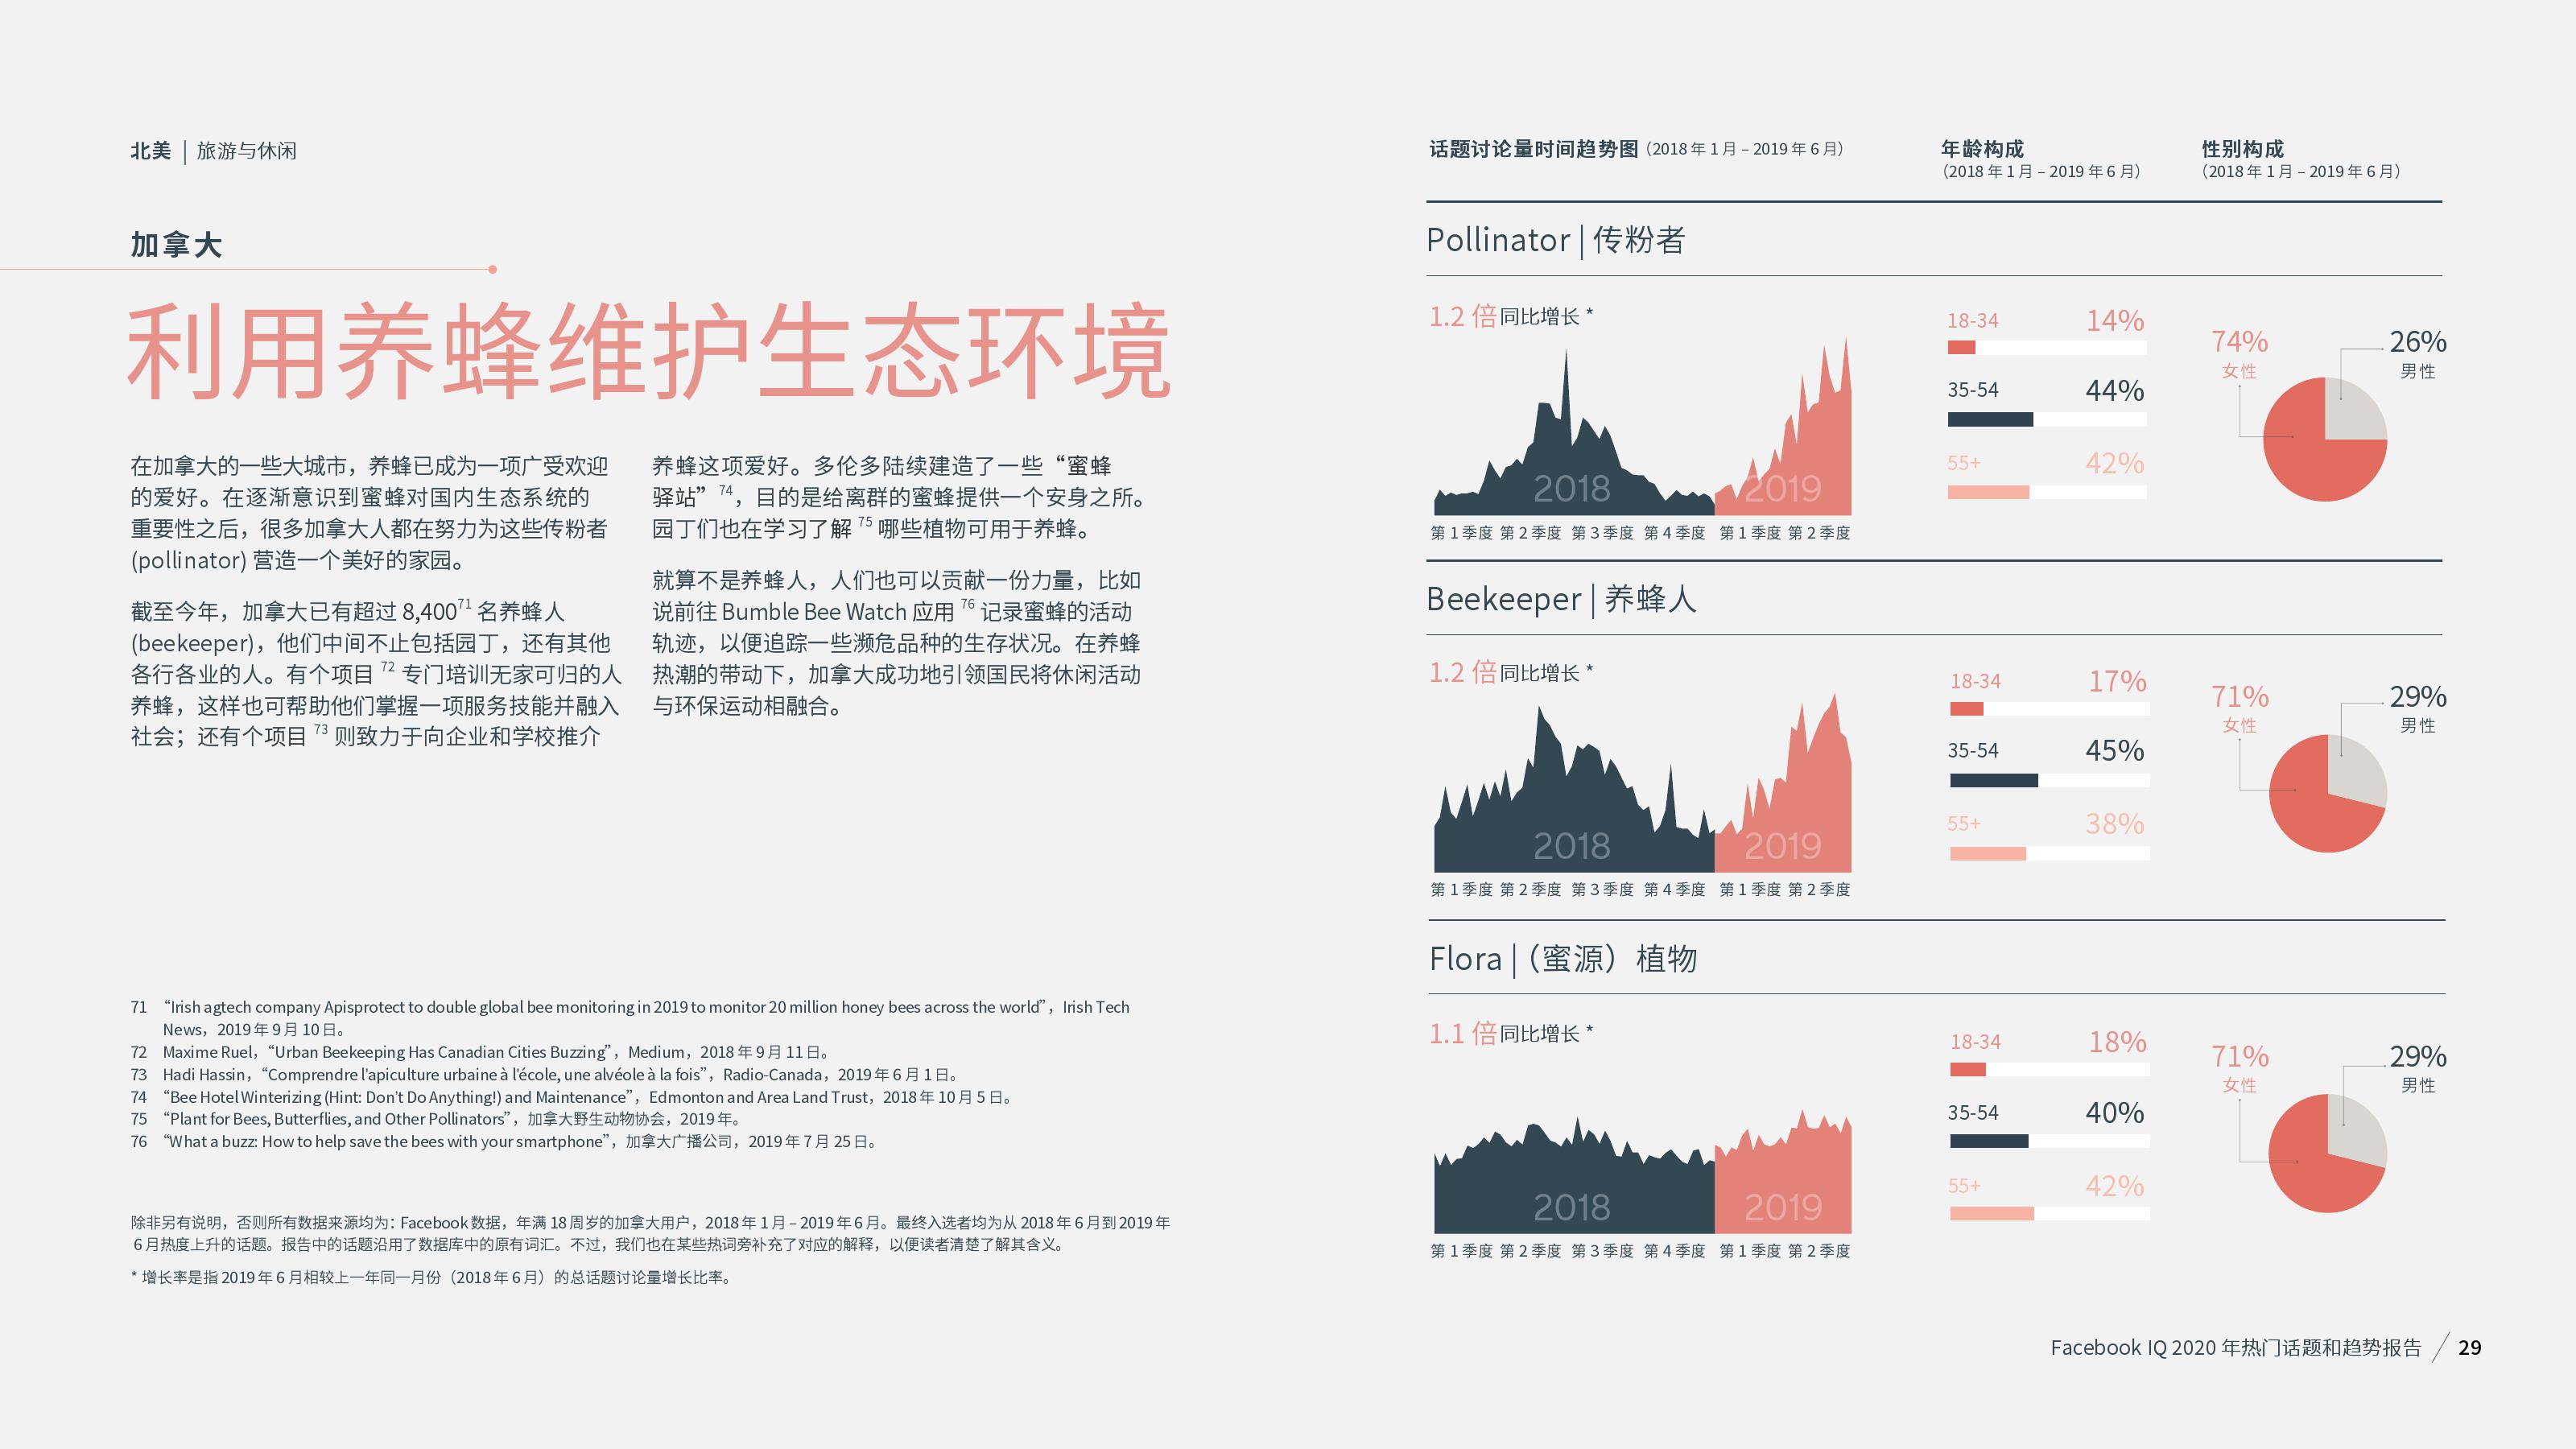 北美 | 旅游与休闲
加拿大
利用养蜂维护生态环境
在加拿大的一些大城市，养蜂已成为一项广受欢迎
的爱好。在逐渐意识到蜜蜂对国内生态系统的
重要性之后，很多加拿大人都在努力为这些传粉者
(pollinator) 营造一个美好的家园。
截至今年，加拿大已有超过 8,400⁷¹ 名养蜂人
(beekeeper)，他们中间不止包括园丁，还有其他
各行各业的人。有个项目 ⁷² 专门培训无家可归的人
养蜂，这样也可帮助他们掌握一项服务技能并融入
社会；还有个项目 ⁷³ 则致力于向企业和学校推介
养蜂这项爱好。多伦多陆续建造了一些“蜜蜂
驿站”⁷⁴，目的是给离群的蜜蜂提供一个安身之所。
园丁们也在学习了解 ⁷⁵ 哪些植物可用于养蜂。
就算不是养蜂人，人们也可以贡献一份力量，比如
说前往 Bumble Bee Watch 应用 ⁷⁶ 记录蜜蜂的活动
轨迹，以便追踪一些濒危品种的生存状况。在养蜂
热潮的带动下，加拿大成功地引领国民将休闲活动
与环保运动相融合。
71 “Irish agtech company Apisprotect to double global bee monitoring in 2019 to monitor 20 million honey bees across the world”，Irish Tech
News，2019 年 9 月 10 日。
72 Maxime Ruel，“Urban Beekeeping Has Canadian Cities Buzzing”，Medium，2018 年 9 月 11 日。
73 Hadi Hassin，“Comprendre l'apiculture urbaine à l'école, une alvéole à la fois”，Radio-Canada，2019 年 6 月 1 日。
74 “Bee Hotel Winterizing (Hint: Don't Do Anything!) and Maintenance”，Edmonton and Area Land Trust，2018 年 10 月 5 日。
75 “Plant for Bees, Butterflies, and Other Pollinators”，加拿大野生动物协会，2019 年。
76 “What a buzz: How to help save the bees with your smartphone”，加拿大广播公司，2019 年 7 月 25 日。
除非另有说明，否则所有数据来源均为：Facebook 数据，年满 18 周岁的加拿大用户，2018 年 1 月 – 2019 年 6 月。最终入选者均为从 2018 年 6 月到 2019 年
6 月热度上升的话题。报告中的话题沿用了数据库中的原有词汇。不过，我们也在某些热词旁补充了对应的解释，以便读者清楚了解其含义。
* 增长率是指 2019 年 6 月相较上一年同一月份（2018 年 6 月）的总话题讨论量增长比率。
话题讨论量时间趋势图（2018 年 1 月 – 2019 年 6 月）
年龄构成
（2018 年 1 月 – 2019 年 6 月）
性别构成
（2018 年 1 月 – 2019 年 6 月）
Pollinator | 传粉者
1.2 倍同比增长 *
2018 2019
第 1 季度 第 2 季度 第 3 季度 第 4 季度 第 1 季度 第 2 季度
18-34 14%
35-54 44%
55+ 42%
74%
女性
26%
男性
Beekeeper | 养蜂人
1.2 倍同比增长 *
2018 2019
第 1 季度 第 2 季度 第 3 季度 第 4 季度 第 1 季度 第 2 季度
18-34 17%
35-54 45%
55+ 38%
71%
女性
29%
男性
Flora |（蜜源）植物
1.1 倍同比增长 *
2018 2019
第 1 季度 第 2 季度 第 3 季度 第 4 季度 第 1 季度 第 2 季度
18-34 18%
35-54 40%
55+ 42%
71%
女性
29%
男性
Facebook IQ 2020 年热门话题和趋势报告 / 29